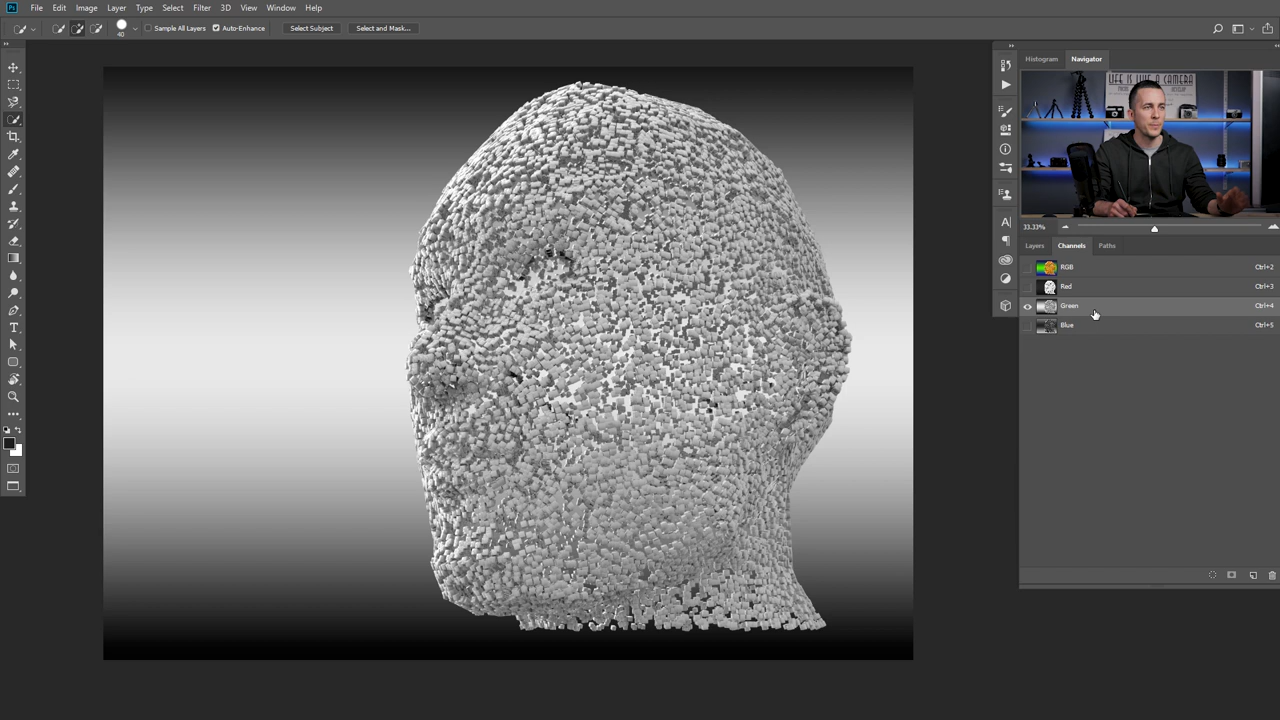 Ps File Edit Image Layer Type Select Filter 3D View Window Help
40 Sample All Layers Auto-Enhance Select Subject Select and Mask...
Histogram Navigator
LIFE IS LIKE A CAMERA
33.33%
Layers Channels Paths
RGB Ctrl+2
Red Ctrl+3
Green Ctrl+4
Blue Ctrl+5